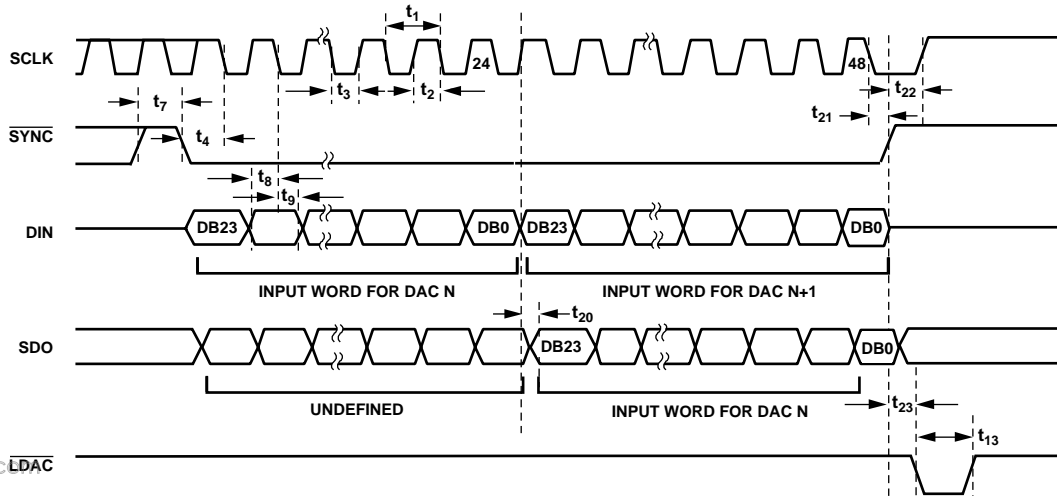 t1
SCLK
24
48
t3
t2
t22
t7
t21
SYNC
t4
t8
t9
DIN
DB23
DB0
DB23
DB0
INPUT WORD FOR DAC N
INPUT WORD FOR DAC N+1
t20
SDO
DB23
DB0
UNDEFINED
INPUT WORD FOR DAC N
t23
t13
LDAC